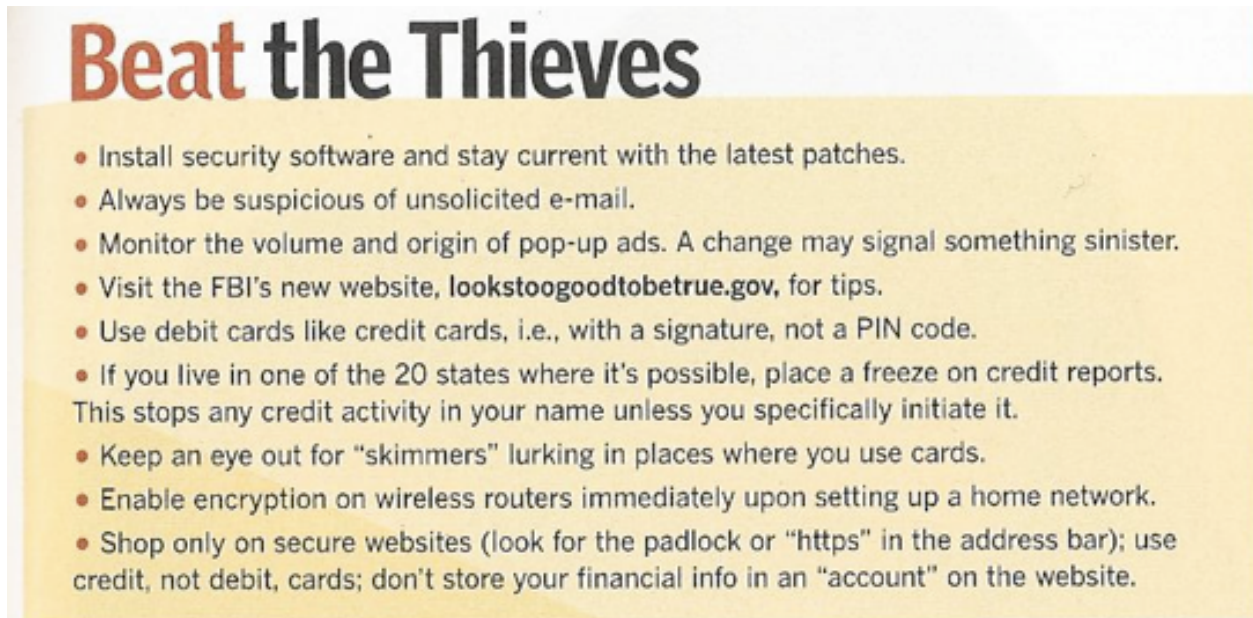 Beat the Thieves
• Install security software and stay current with the latest patches.
• Always be suspicious of unsolicited e-mail.
• Monitor the volume and origin of pop-up ads. A change may signal something sinister.
• Visit the FBI's new website, lookstoogoodtobetrue.gov, for tips.
• Use debit cards like credit cards, i.e., with a signature, not a PIN code.
• If you live in one of the 20 states where it's possible, place a freeze on credit reports.
This stops any credit activity in your name unless you specifically initiate it.
• Keep an eye out for “skimmers” lurking in places where you use cards.
• Enable encryption on wireless routers immediately upon setting up a home network.
• Shop only on secure websites (look for the padlock or “https” in the address bar); use
credit, not debit, cards; don't store your financial info in an “account” on the website.